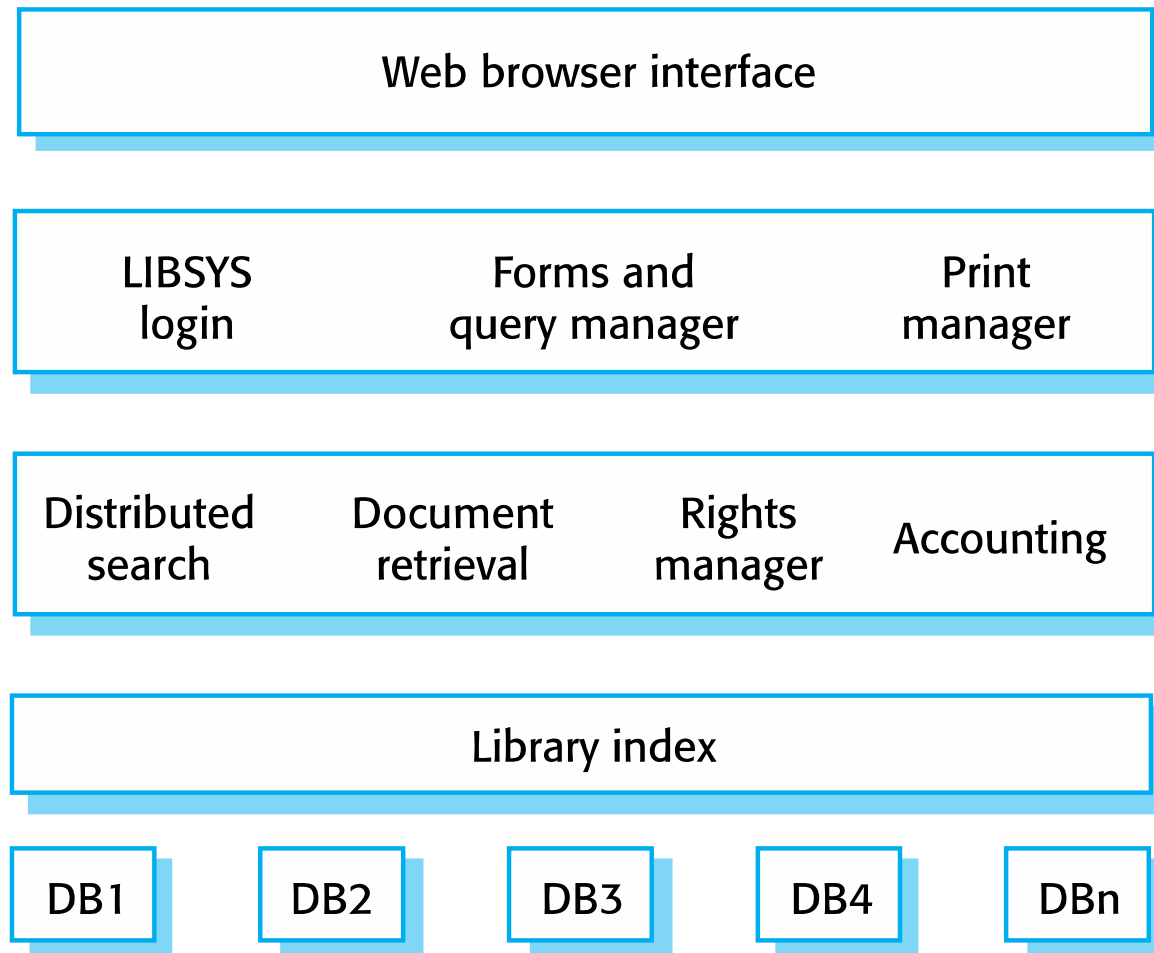 Web browser interface
LIBSYS
login
Forms and
query manager
Print
manager
Distributed
search
Document
retrieval
Rights
manager
Accounting
Library index
DB1
DB2
DB3
DB4
DBn